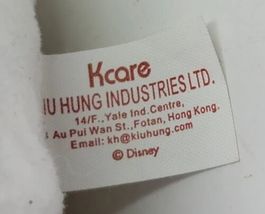 Kcare
IU HUNG INDUSTRIES LTD.
14/F., Yale Ind. Centre,
Au Pui Wan St., Fotan, Hong Kong.
Email: kh@kiuhung.com
© Disney